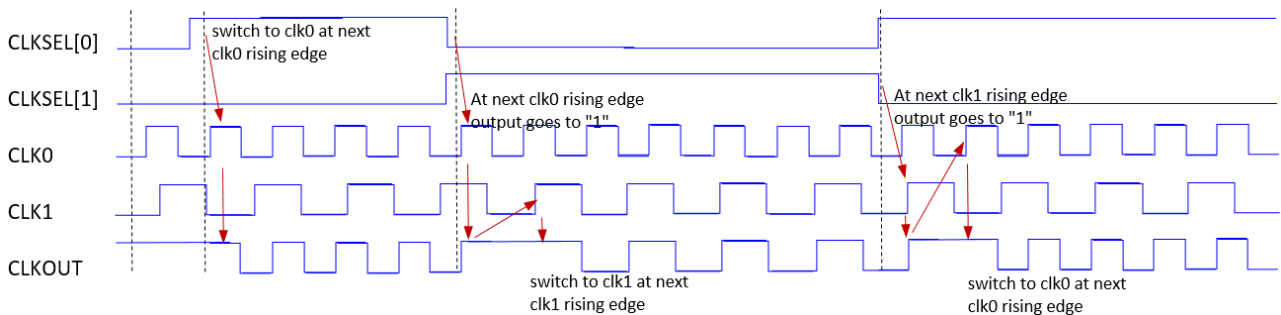 CLKSEL[0]
switch to clk0 at next
clk0 rising edge
CLKSEL[1]
At next clk0 rising edge
output goes to "1"
At next clk1 rising edge
output goes to "1"
CLK0
CLK1
CLKOUT
switch to clk1 at next
clk1 rising edge
switch to clk0 at next
clk0 rising edge